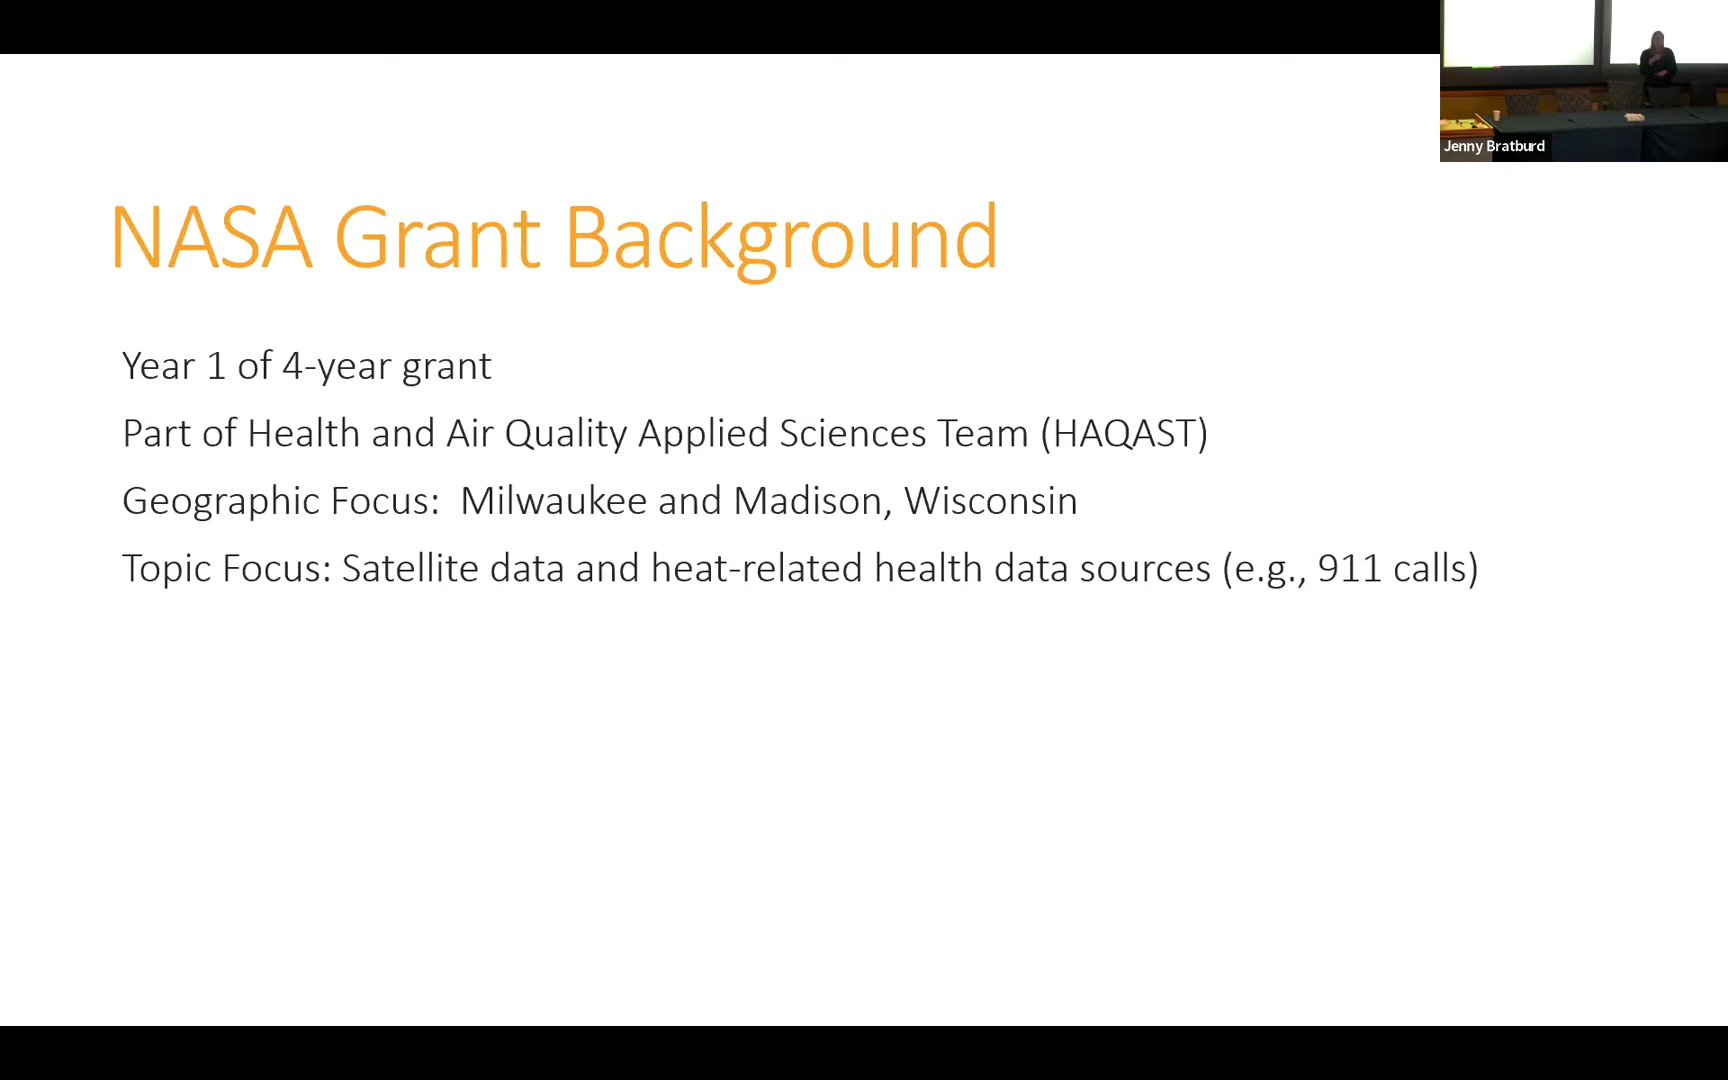 Jenny Bratburd
NASA Grant Background
Year 1 of 4-year grant
Part of Health and Air Quality Applied Sciences Team (HAQAST)
Geographic Focus:  Milwaukee and Madison, Wisconsin
Topic Focus: Satellite data and heat-related health data sources (e.g., 911 calls)